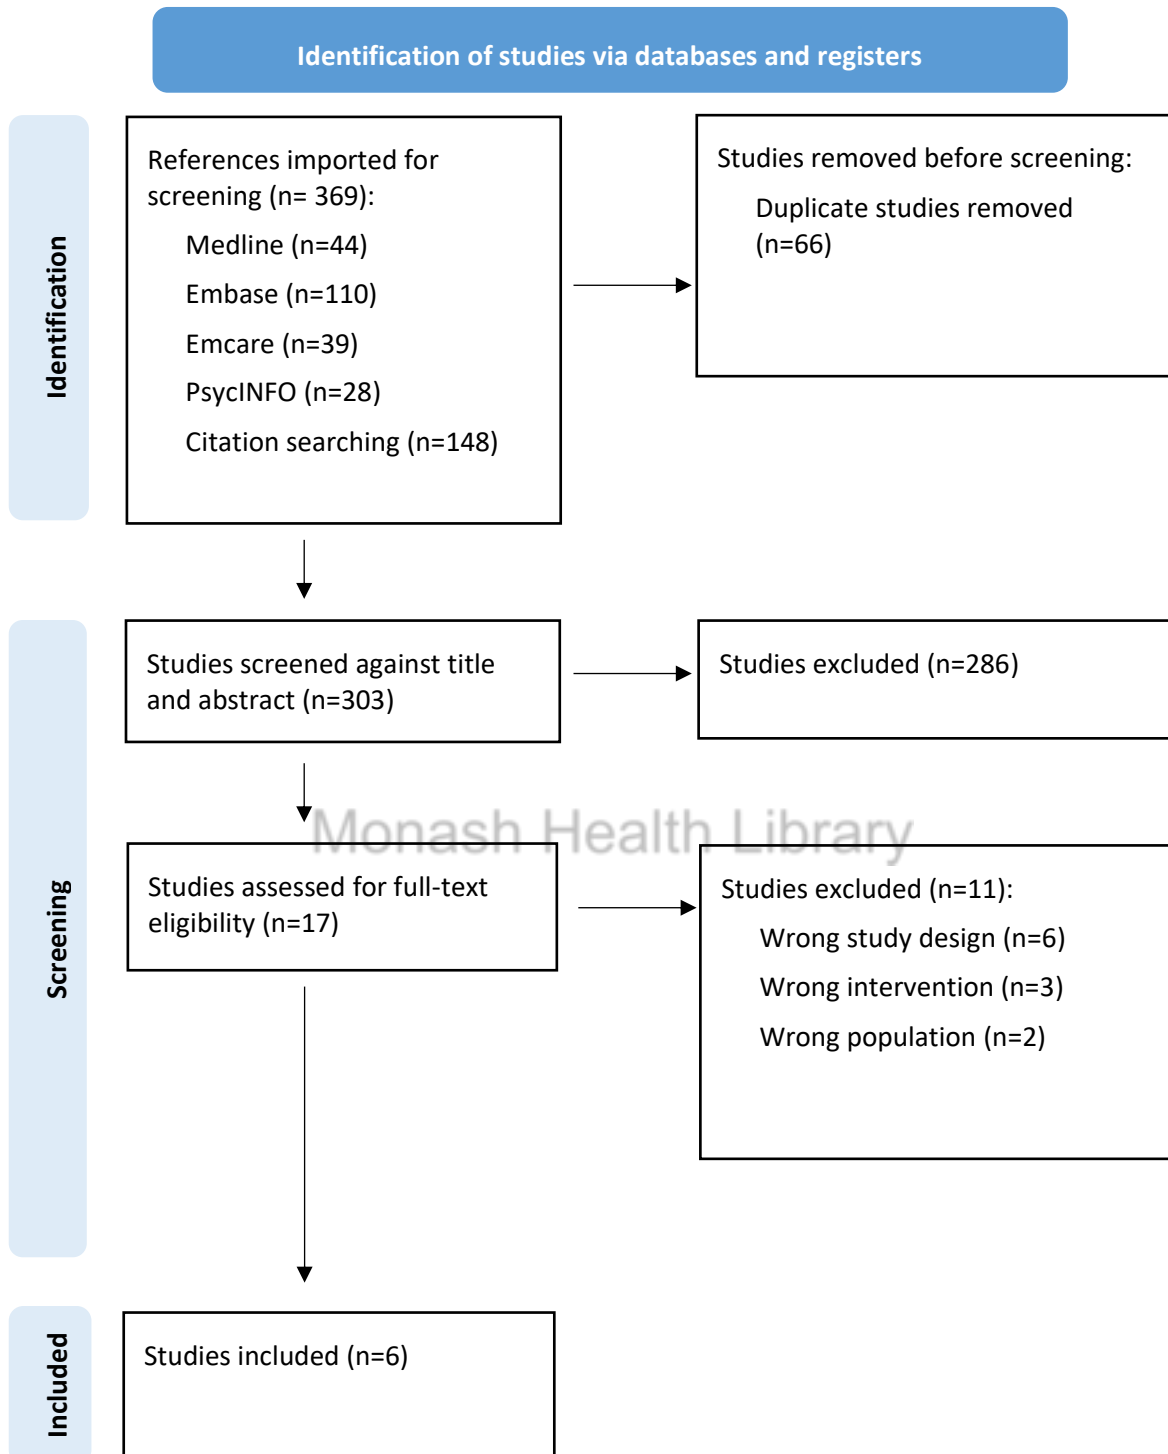 Identification of studies via databases and registers
Identification
References imported for
screening (n= 369):
Medline (n=44)
Embase (n=110)
Emcare (n=39)
PsycINFO (n=28)
Citation searching (n=148)
Studies removed before screening:
Duplicate studies removed
(n=66)
Screening
Studies screened against title
and abstract (n=303)
Studies excluded (n=286)
Monash Health Library
Studies assessed for full-text
eligibility (n=17)
Studies excluded (n=11):
Wrong study design (n=6)
Wrong intervention (n=3)
Wrong population (n=2)
Included
Studies included (n=6)